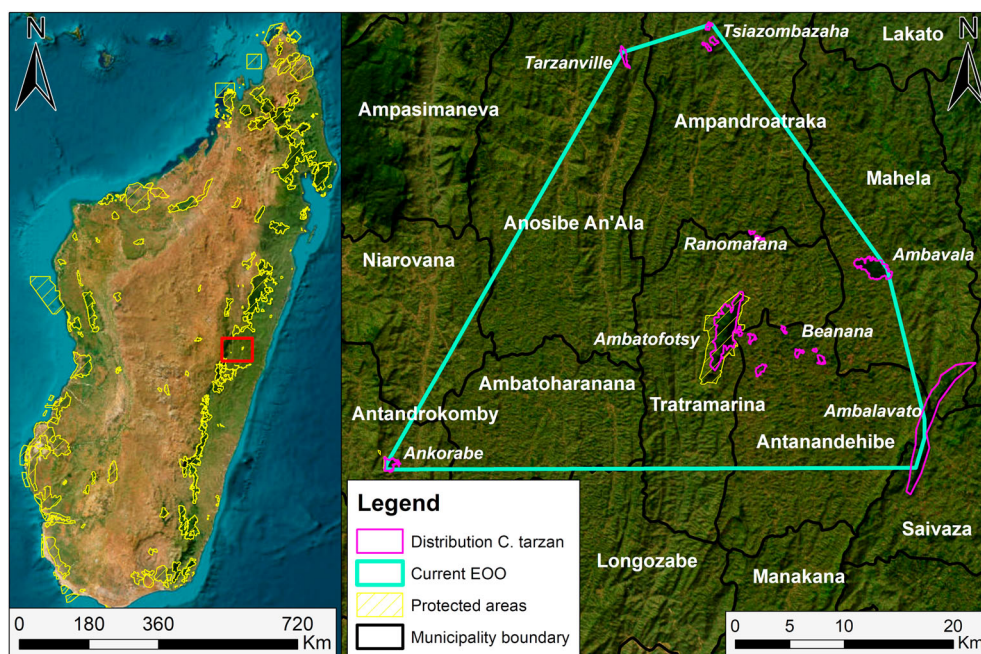 N
0 180 360 720
Km
N
Tsiazombazaha
Lakato
Tarzanville
Ampasimaneva
Ampandroatraka
Mahela
Anosibe An'Ala
Ranomafana
Niarovana
Ambavala
Ambatofotsy
Beanana
Ambatoharanana
Tratramarina
Ambalavato
Antandrokomby
Antanandehibe
Ankorabe
Saivaza
Longozabe
Manakana
Legend
Distribution C. tarzan
Current EOO
Protected areas
Municipality boundary
0 5 10 20
Km